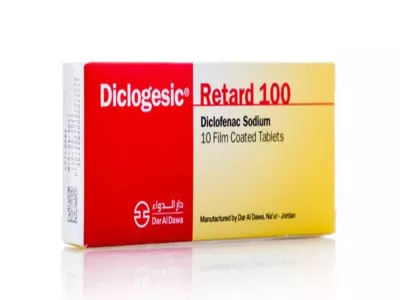 Diclogesic® Retard 100
Diclofenac Sodium
10 Film Coated Tablets
دار الـدواء
Dar Al Dawa
Manufactured by Dar Al Dawa, Na'ur - Jordan